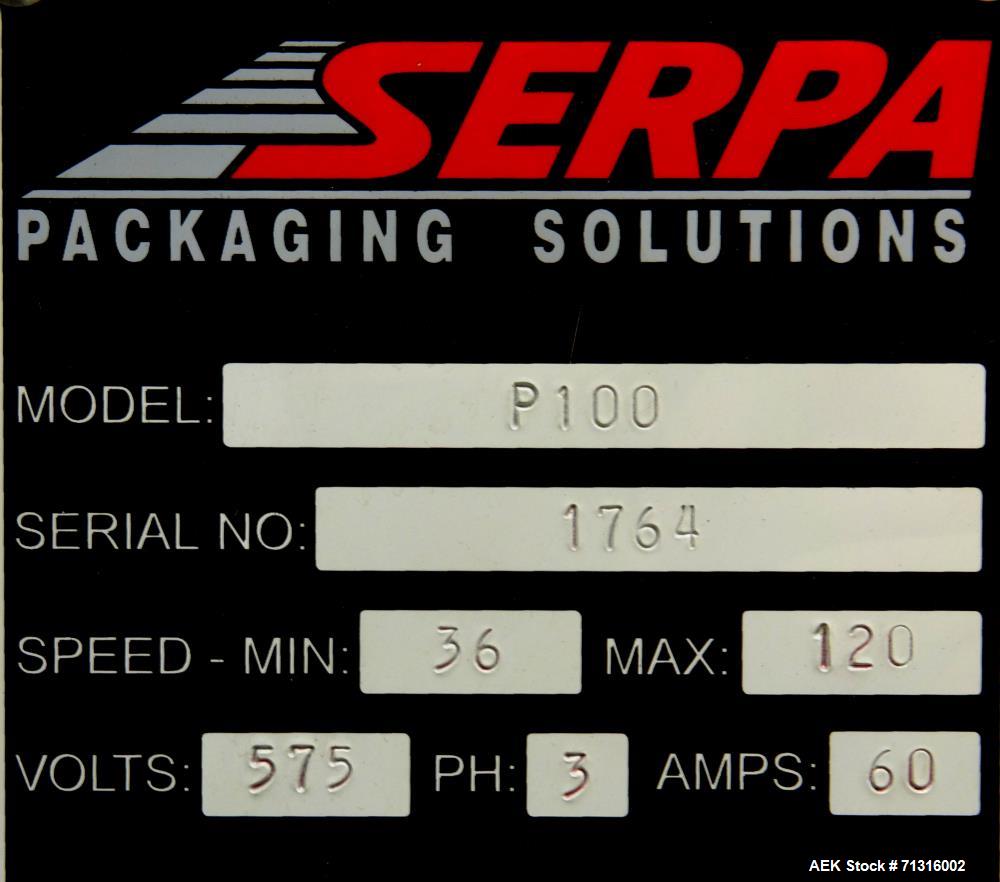 SERPA
PACKAGING SOLUTIONS
MODEL: P100
SERIAL NO: 1764
SPEED - MIN: 36 MAX: 120
VOLTS: 575 PH: 3 AMPS: 60
AEK Stock # 71316002